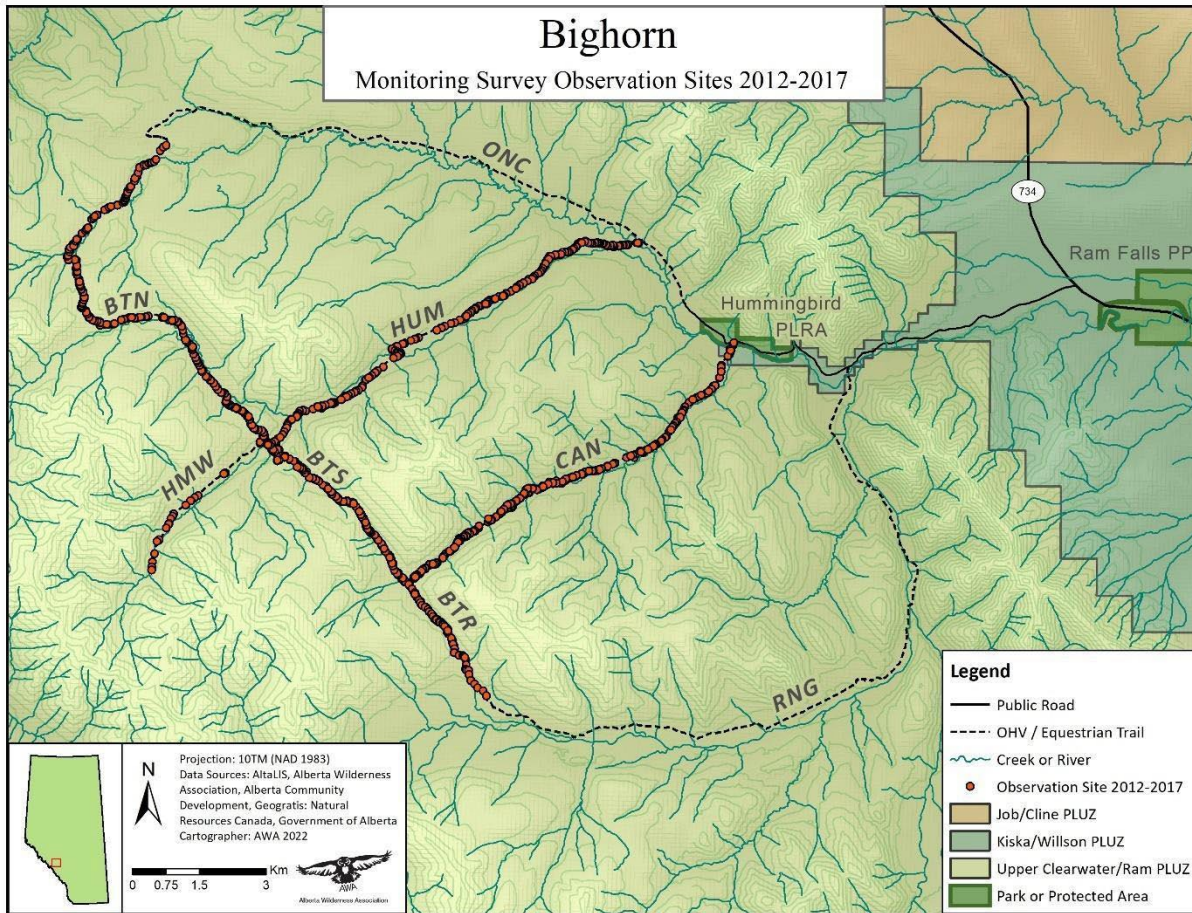 Bighorn
Monitoring Survey Observation Sites 2012-2017
ONC
734
Ram Falls PP
BTN
HUM
Hummingbird
PLRA
HMW
BTS
CAN
BTR
RNG
Legend
Public Road
OHV / Equestrian Trail
Creek or River
Observation Site 2012-2017
Job/Cline PLUZ
Kiska/Willson PLUZ
Upper Clearwater/Ram PLUZ
Park or Protected Area
N
Projection: 10TM (NAD 1983)
Data Sources: AltaLIS, Alberta Wilderness
Association, Alberta Community
Development, Geogratis: Natural
Resources Canada, Government of Alberta
Cartographer: AWA 2022
Km
0 0.75 1.5 3
AWA
Alberta Wilderness Association